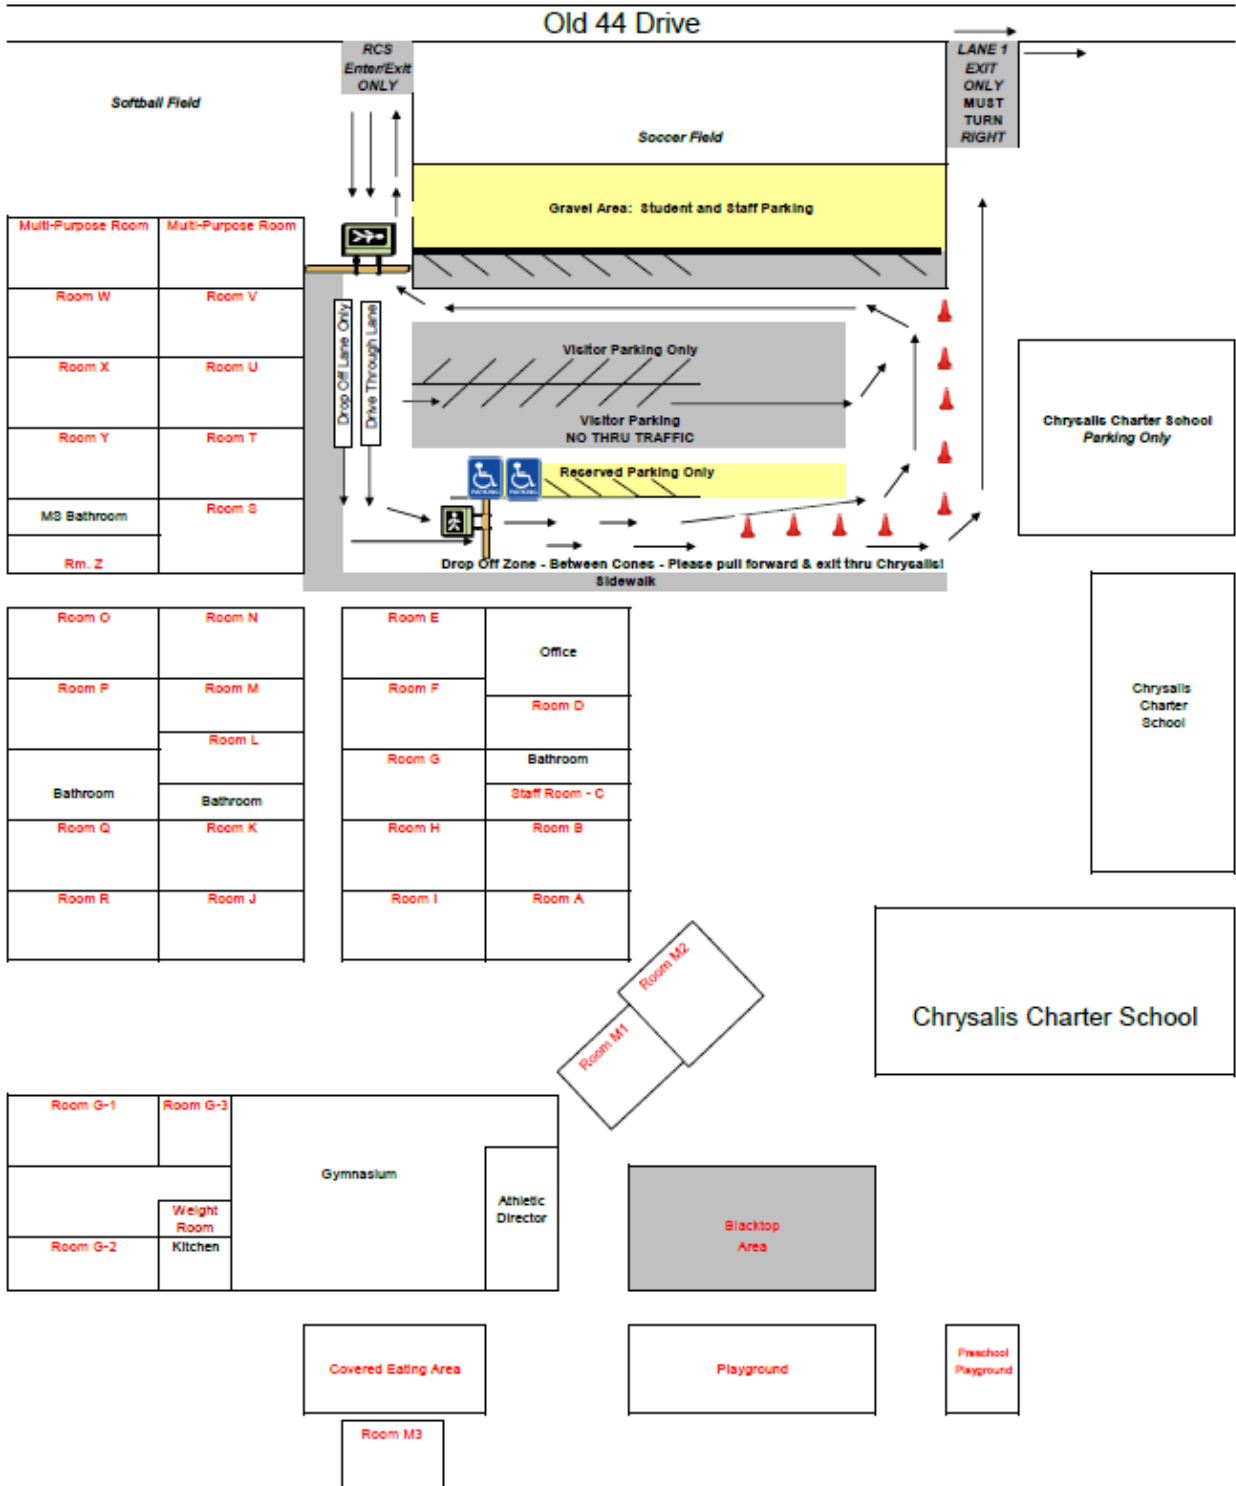 Old 44 Drive
RCS
Enter/Exit
ONLY
LANE 1
EXIT
ONLY
MUST
TURN
RIGHT
Softball Field
Soccer Field
Gravel Area:  Student and Staff Parking
Multi-Purpose Room
Multi-Purpose Room
Room W
Room V
Room X
Room U
Room Y
Room T
MS Bathroom
Room S
Rm. Z
Drop Off Lane Only
Drive Through Lane
Visitor Parking Only
Visitor Parking
NO THRU TRAFFIC
PARKING
PARKING
Reserved Parking Only
Drop Off Zone - Between Cones - Please pull forward & exit thru Chrysalis!
Sidewalk
Chrysalis Charter School
Parking Only
Room O
Room N
Room E
Office
Room P
Room M
Room F
Room D
Room L
Room G
Bathroom
Bathroom
Bathroom
Staff Room - C
Room Q
Room K
Room H
Room B
Room R
Room J
Room I
Room A
Chrysalis
Charter
School
Room M2
Room M1
Chrysalis Charter School
Room G-1
Room G-3
Gymnasium
Athletic
Director
Weight
Room
Room G-2
Kitchen
Blacktop
Area
Covered Eating Area
Playground
Preschool
Playground
Room M3